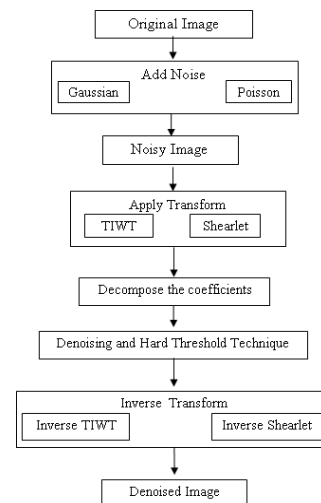 Original Image
Add Noise
Gaussian Poisson
Noisy Image
Apply Transform
TIWT Shearlet
Decompose the coefficients
Denoising and Hard Threshold Technique
Inverse Transform
Inverse TIWT Inverse Shearlet
Denoised Image